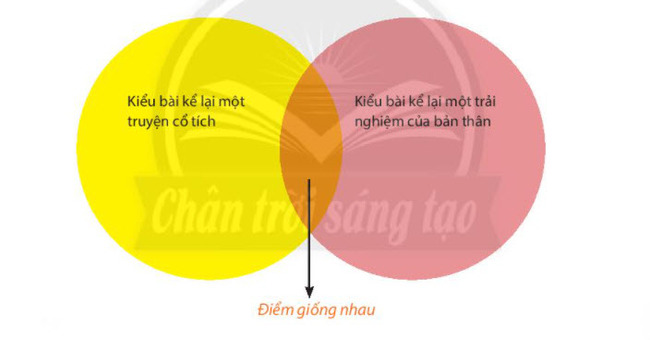 Kiểu bài kể lại một
truyện cổ tích
Kiểu bài kể lại một trải
nghiệm của bản thân
Chân trời sáng tạo
Điểm giống nhau